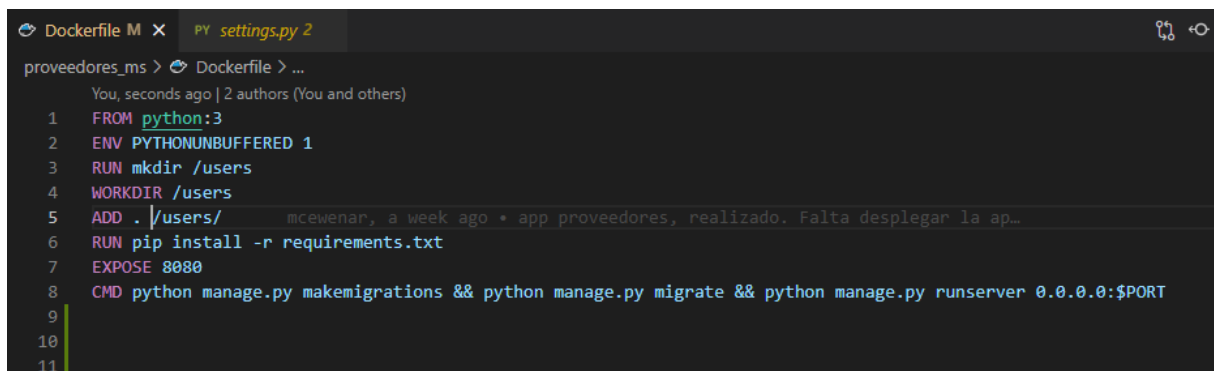 Dockerfile M X PY settings.py 2
proveedores_ms > Dockerfile > ...
You, seconds ago | 2 authors (You and others)
1 FROM python:3
2 ENV PYTHONUNBUFFERED 1
3 RUN mkdir /users
4 WORKDIR /users
5 ADD . /users/ mcewenar, a week ago • app proveedores, realizado. Falta desplegar la ap…
6 RUN pip install -r requirements.txt
7 EXPOSE 8080
8 CMD python manage.py makemigrations && python manage.py migrate && python manage.py runserver 0.0.0.0:$PORT
9
10
11